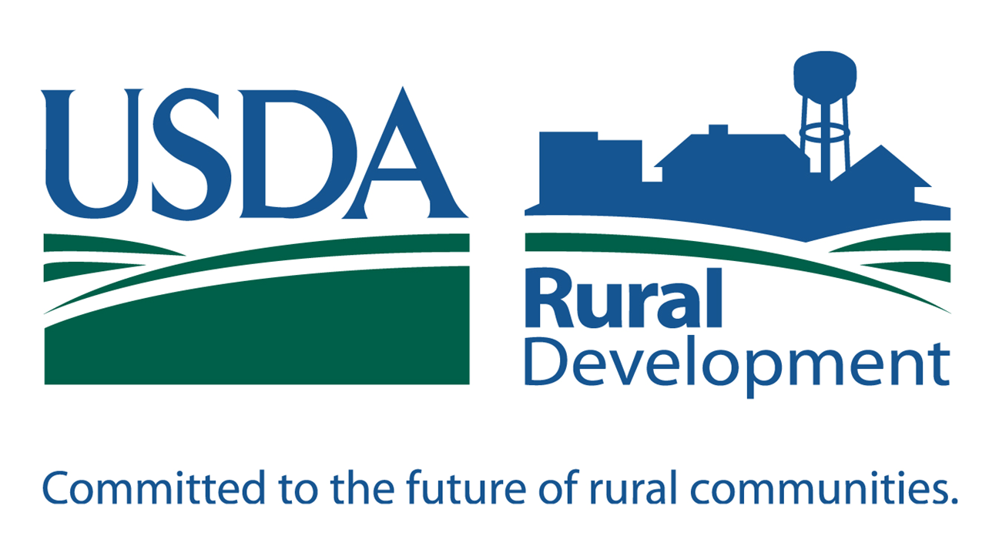 USDA
Rural
Development
Committed to the future of rural communities.